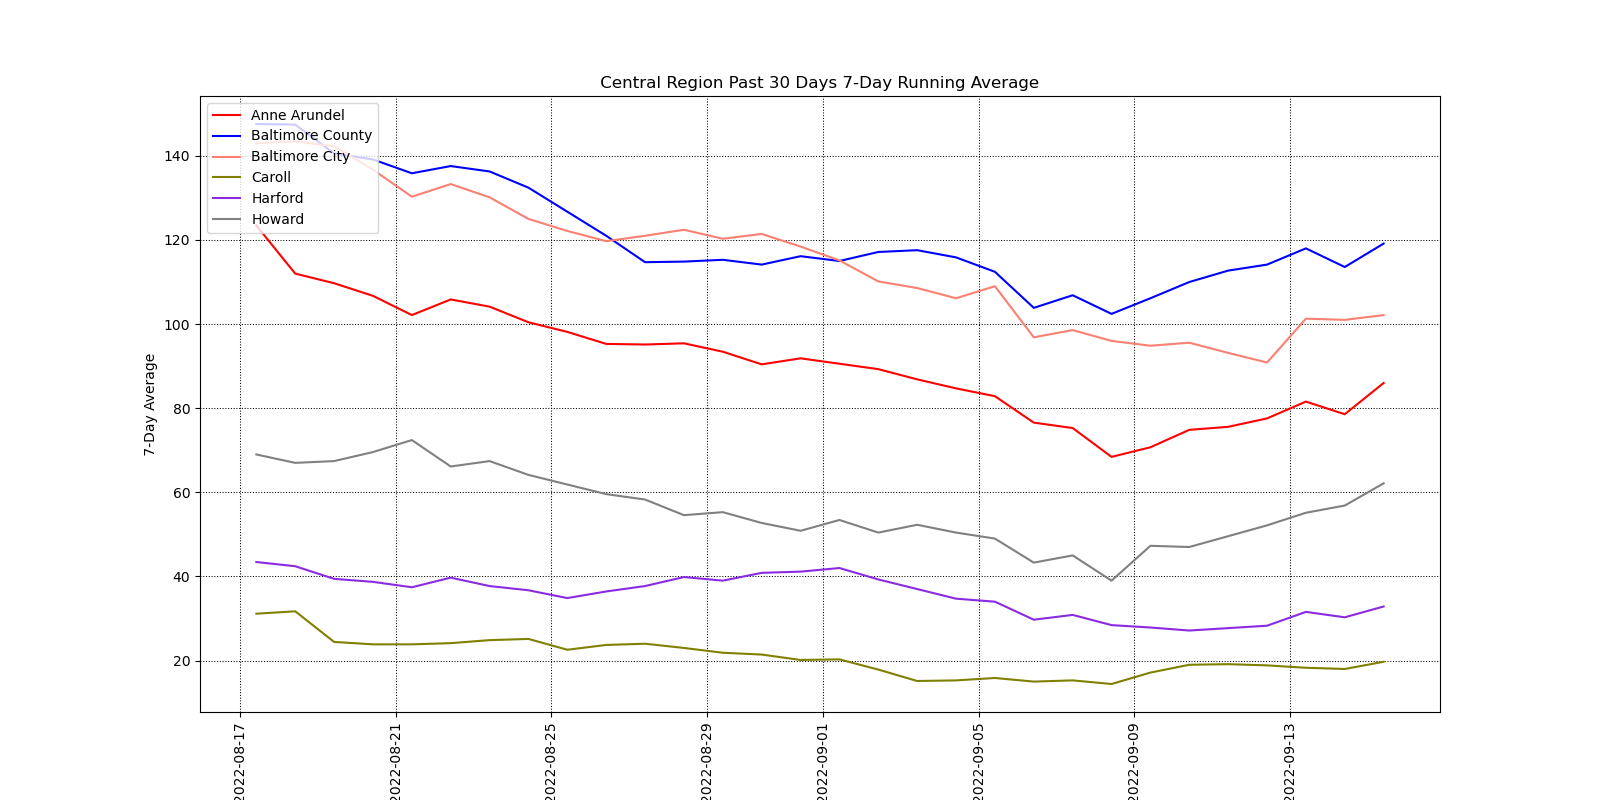 Central Region Past 30 Days 7-Day Running Average
Anne Arundel
Baltimore County
Baltimore City
Caroll
Harford
Howard
7-Day Average
140
120
100
80
60
40
20
2022-08-17
2022-08-21
2022-08-25
2022-08-29
2022-09-01
2022-09-05
2022-09-09
2022-09-13